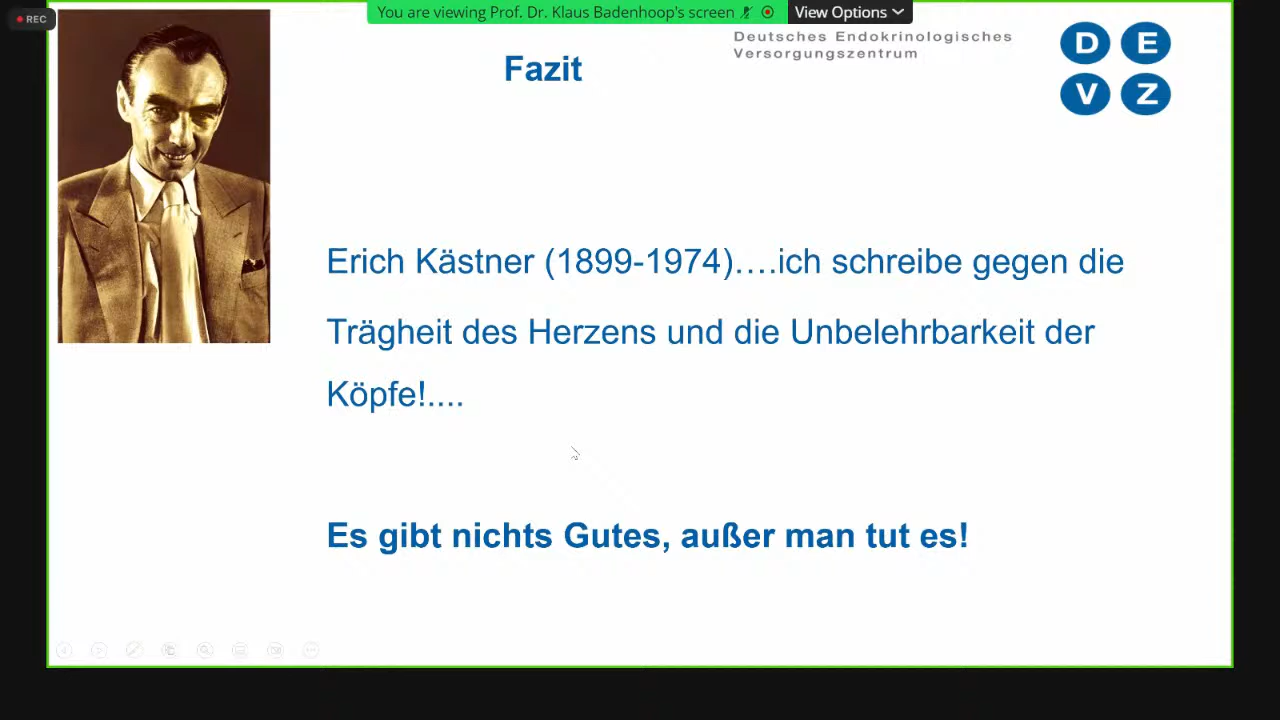 REC
You are viewing Prof. Dr. Klaus Badenhoop's screen
View Options
Deutsches Endokrinologisches
Versorgungszentrum
D E
V Z
Fazit
Erich Kästner (1899-1974)….ich schreibe gegen die
Trägheit des Herzens und die Unbelehrbarkeit der
Köpfe!....
Es gibt nichts Gutes, außer man tut es!